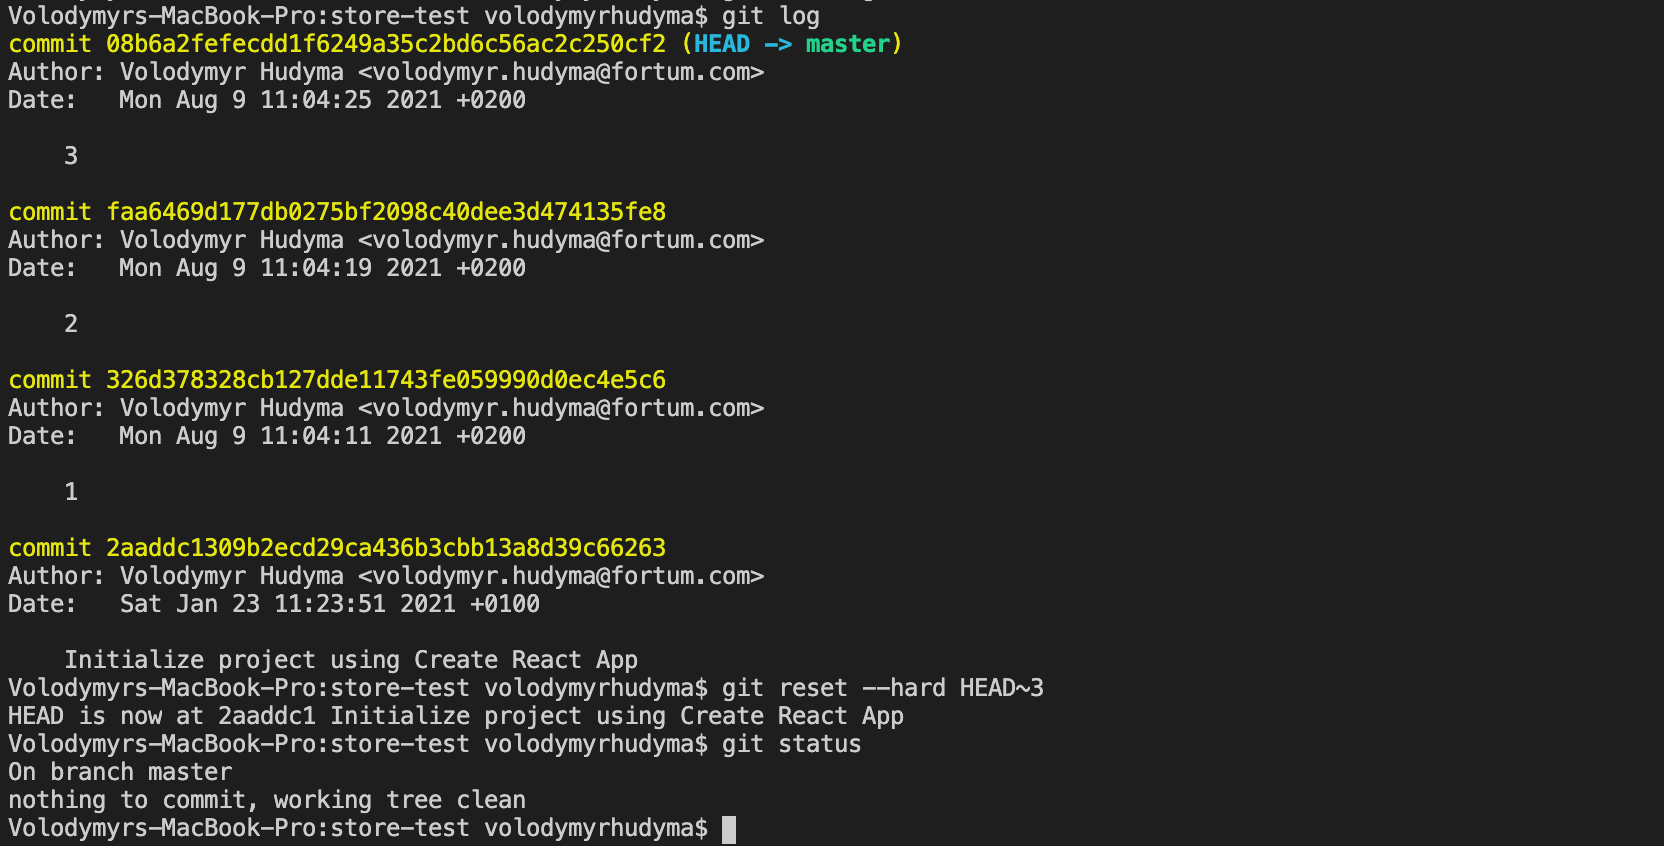 Volodymyrs-MacBook-Pro:store-test volodymyrhudyma$ git log
commit 08b6a2fefecdd1f6249a35c2bd6c56ac2c250cf2 (HEAD -> master)
Author: Volodymyr Hudyma <volodymyr.hudyma@fortum.com>
Date:   Mon Aug 9 11:04:25 2021 +0200
    3
commit faa6469d177db0275bf2098c40dee3d474135fe8
Author: Volodymyr Hudyma <volodymyr.hudyma@fortum.com>
Date:   Mon Aug 9 11:04:19 2021 +0200
    2
commit 326d378328cb127dde11743fe059990d0ec4e5c6
Author: Volodymyr Hudyma <volodymyr.hudyma@fortum.com>
Date:   Mon Aug 9 11:04:11 2021 +0200
    1
commit 2aaddc1309b2ecd29ca436b3cbb13a8d39c66263
Author: Volodymyr Hudyma <volodymyr.hudyma@fortum.com>
Date:   Sat Jan 23 11:23:51 2021 +0100
    Initialize project using Create React App
Volodymyrs-MacBook-Pro:store-test volodymyrhudyma$ git reset --hard HEAD~3
HEAD is now at 2aaddc1 Initialize project using Create React App
Volodymyrs-MacBook-Pro:store-test volodymyrhudyma$ git status
On branch master
nothing to commit, working tree clean
Volodymyrs-MacBook-Pro:store-test volodymyrhudyma$